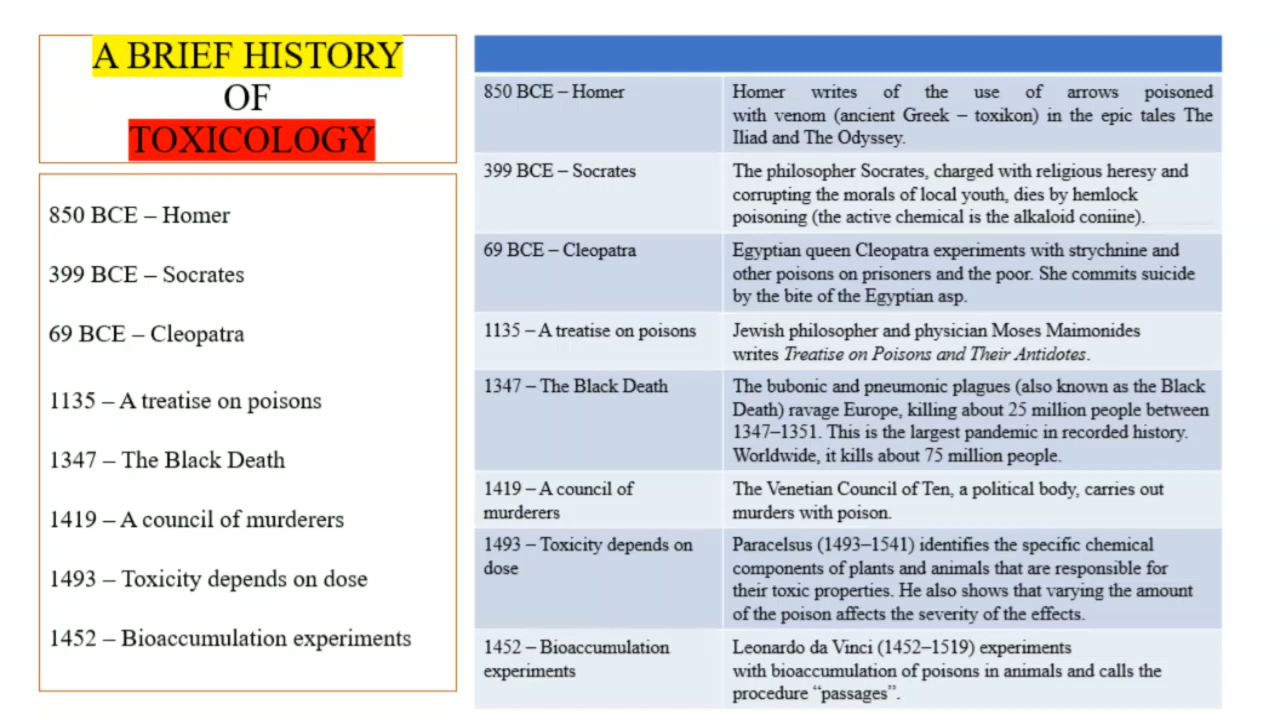 A BRIEF HISTORY
OF
TOXICOLOGY
850 BCE – Homer
399 BCE – Socrates
69 BCE – Cleopatra
1135 – A treatise on poisons
1347 – The Black Death
1419 – A council of murderers
1493 – Toxicity depends on dose
1452 – Bioaccumulation experiments
850 BCE – Homer
Homer writes of the use of arrows poisoned
with venom (ancient Greek – toxikon) in the epic tales The
Iliad and The Odyssey.
399 BCE – Socrates
The philosopher Socrates, charged with religious heresy and
corrupting the morals of local youth, dies by hemlock
poisoning (the active chemical is the alkaloid coniine).
69 BCE – Cleopatra
Egyptian queen Cleopatra experiments with strychnine and
other poisons on prisoners and the poor. She commits suicide
by the bite of the Egyptian asp.
1135 – A treatise on poisons
Jewish philosopher and physician Moses Maimonides
writes Treatise on Poisons and Their Antidotes.
1347 – The Black Death
The bubonic and pneumonic plagues (also known as the Black
Death) ravage Europe, killing about 25 million people between
1347–1351. This is the largest pandemic in recorded history.
Worldwide, it kills about 75 million people.
1419 – A council of
murderers
The Venetian Council of Ten, a political body, carries out
murders with poison.
1493 – Toxicity depends on
dose
Paracelsus (1493–1541) identifies the specific chemical
components of plants and animals that are responsible for
their toxic properties. He also shows that varying the amount
of the poison affects the severity of the effects.
1452 – Bioaccumulation
experiments
Leonardo da Vinci (1452–1519) experiments
with bioaccumulation of poisons in animals and calls the
procedure “passages”.